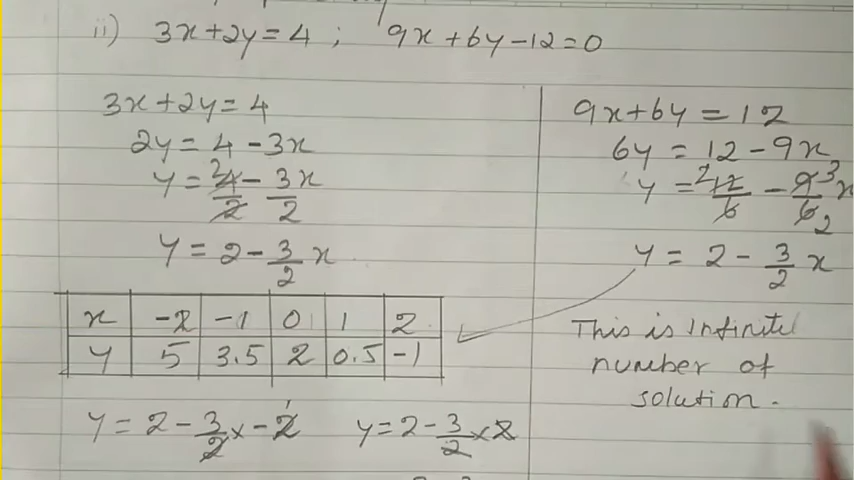 ii) 3x+2y=4 ; 9x+6y-12=0
3x+2y=4
2y=4-3x
y=4/2-3x/2
y=2-3/2 x
x -2 -1 0 1 2
y 5 3.5 2 0.5 -1
y=2-3/2 x-2 y=2-3/2 x2
9x+6y=12
6y=12-9x
y=12/6-9/6 x
y=2-3/2 x
This is infinite
number of
solution.